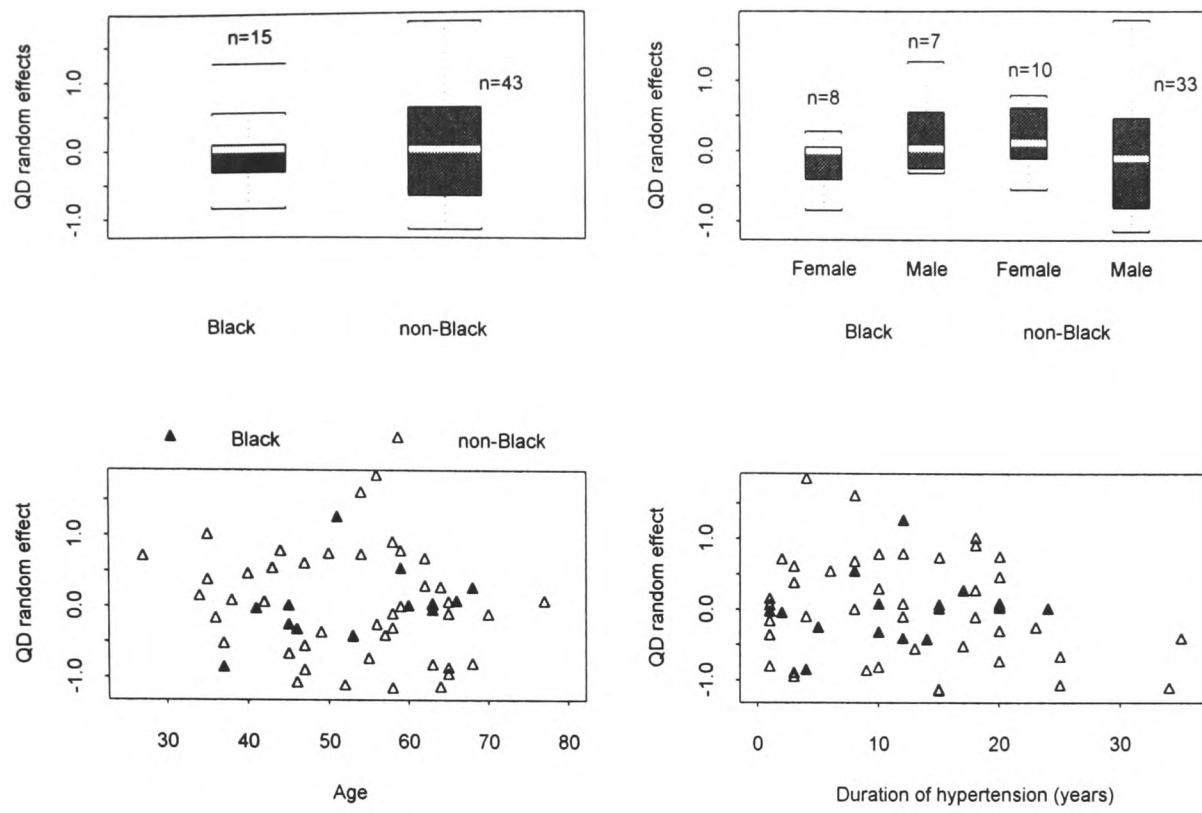 QD random effects
1.0
0.0
-1.0
n=15
n=43
Black
non-Black
QD random effects
1.0
0.0
-1.0
n=8
n=7
n=10
n=33
Female
Male
Female
Male
Black
non-Black
Black
non-Black
QD random effect
1.0
0.0
-1.0
30
40
50
60
70
80
Age
QD random effect
1.0
0.0
-1.0
0
10
20
30
Duration of hypertension (years)